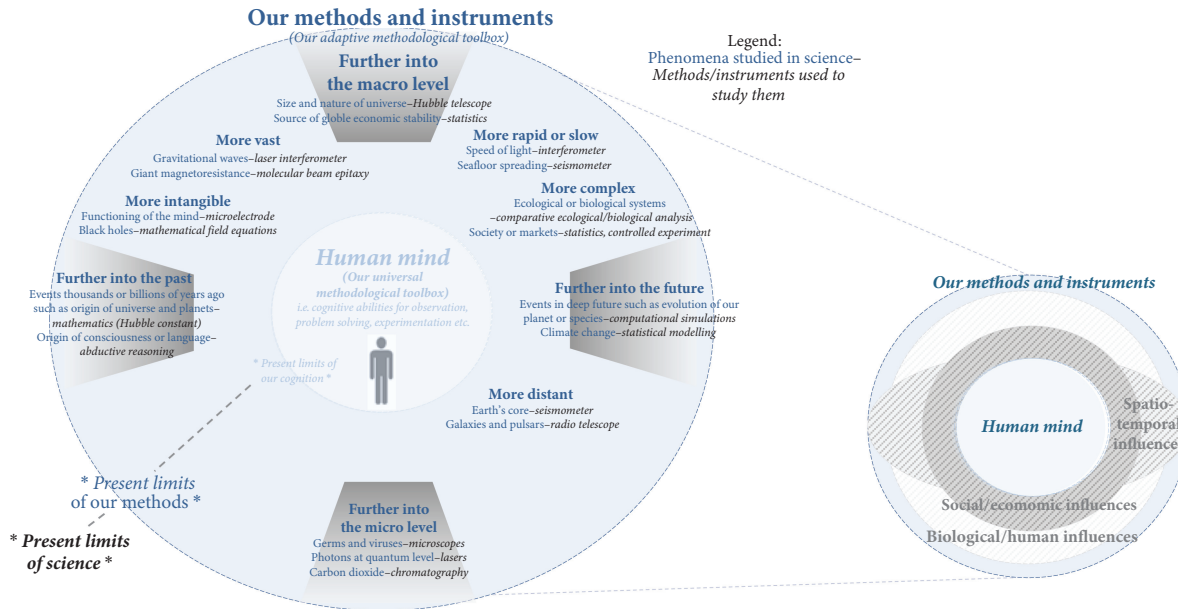 Our methods and instruments
(Our adaptive methodological toolbox)
Further into
the macro level
Size and nature of universe–Hubble telescope
Source of globle economic stability–statistics
Legend:
Phenomena studied in science–
Methods/instruments used to
study them
More vast
Gravitational waves–laser interferometer
Giant magnetoresistance–molecular beam epitaxy
More rapid or slow
Speed of light–interferometer
Seafloor spreading–seismometer
More intangible
Functioning of the mind–microelectrode
Black holes–mathematical field equations
More complex
Ecological or biological systems
–comparative ecological/biological analysis
Society or markets–statistics, controlled experiment
Further into the past
Events thousands or billions of years ago
such as origin of universe and planets–
mathematics (Hubble constant)
Origin of consciousness or language–
abductive reasoning
Human mind
(Our universal
methodological toolbox)
i.e. cognitive abilities for observation,
problem solving, experimentation etc.
* Present limits of
our cognition *
Further into the future
Events in deep future such as evolution of our
planet or species–computational simulations
Climate change–statistical modelling
More distant
Earth's core–seismometer
Galaxies and pulsars–radio telescope
* Present limits
of our methods *
* Present limits
of science *
Further into
the micro level
Germs and viruses–microscopes
Photons at quantum level–lasers
Carbon dioxide–chromatography
Our methods and instruments
Human mind
Spatio-
temporal
influences
Social/ecomomic influences
Biological/human influences